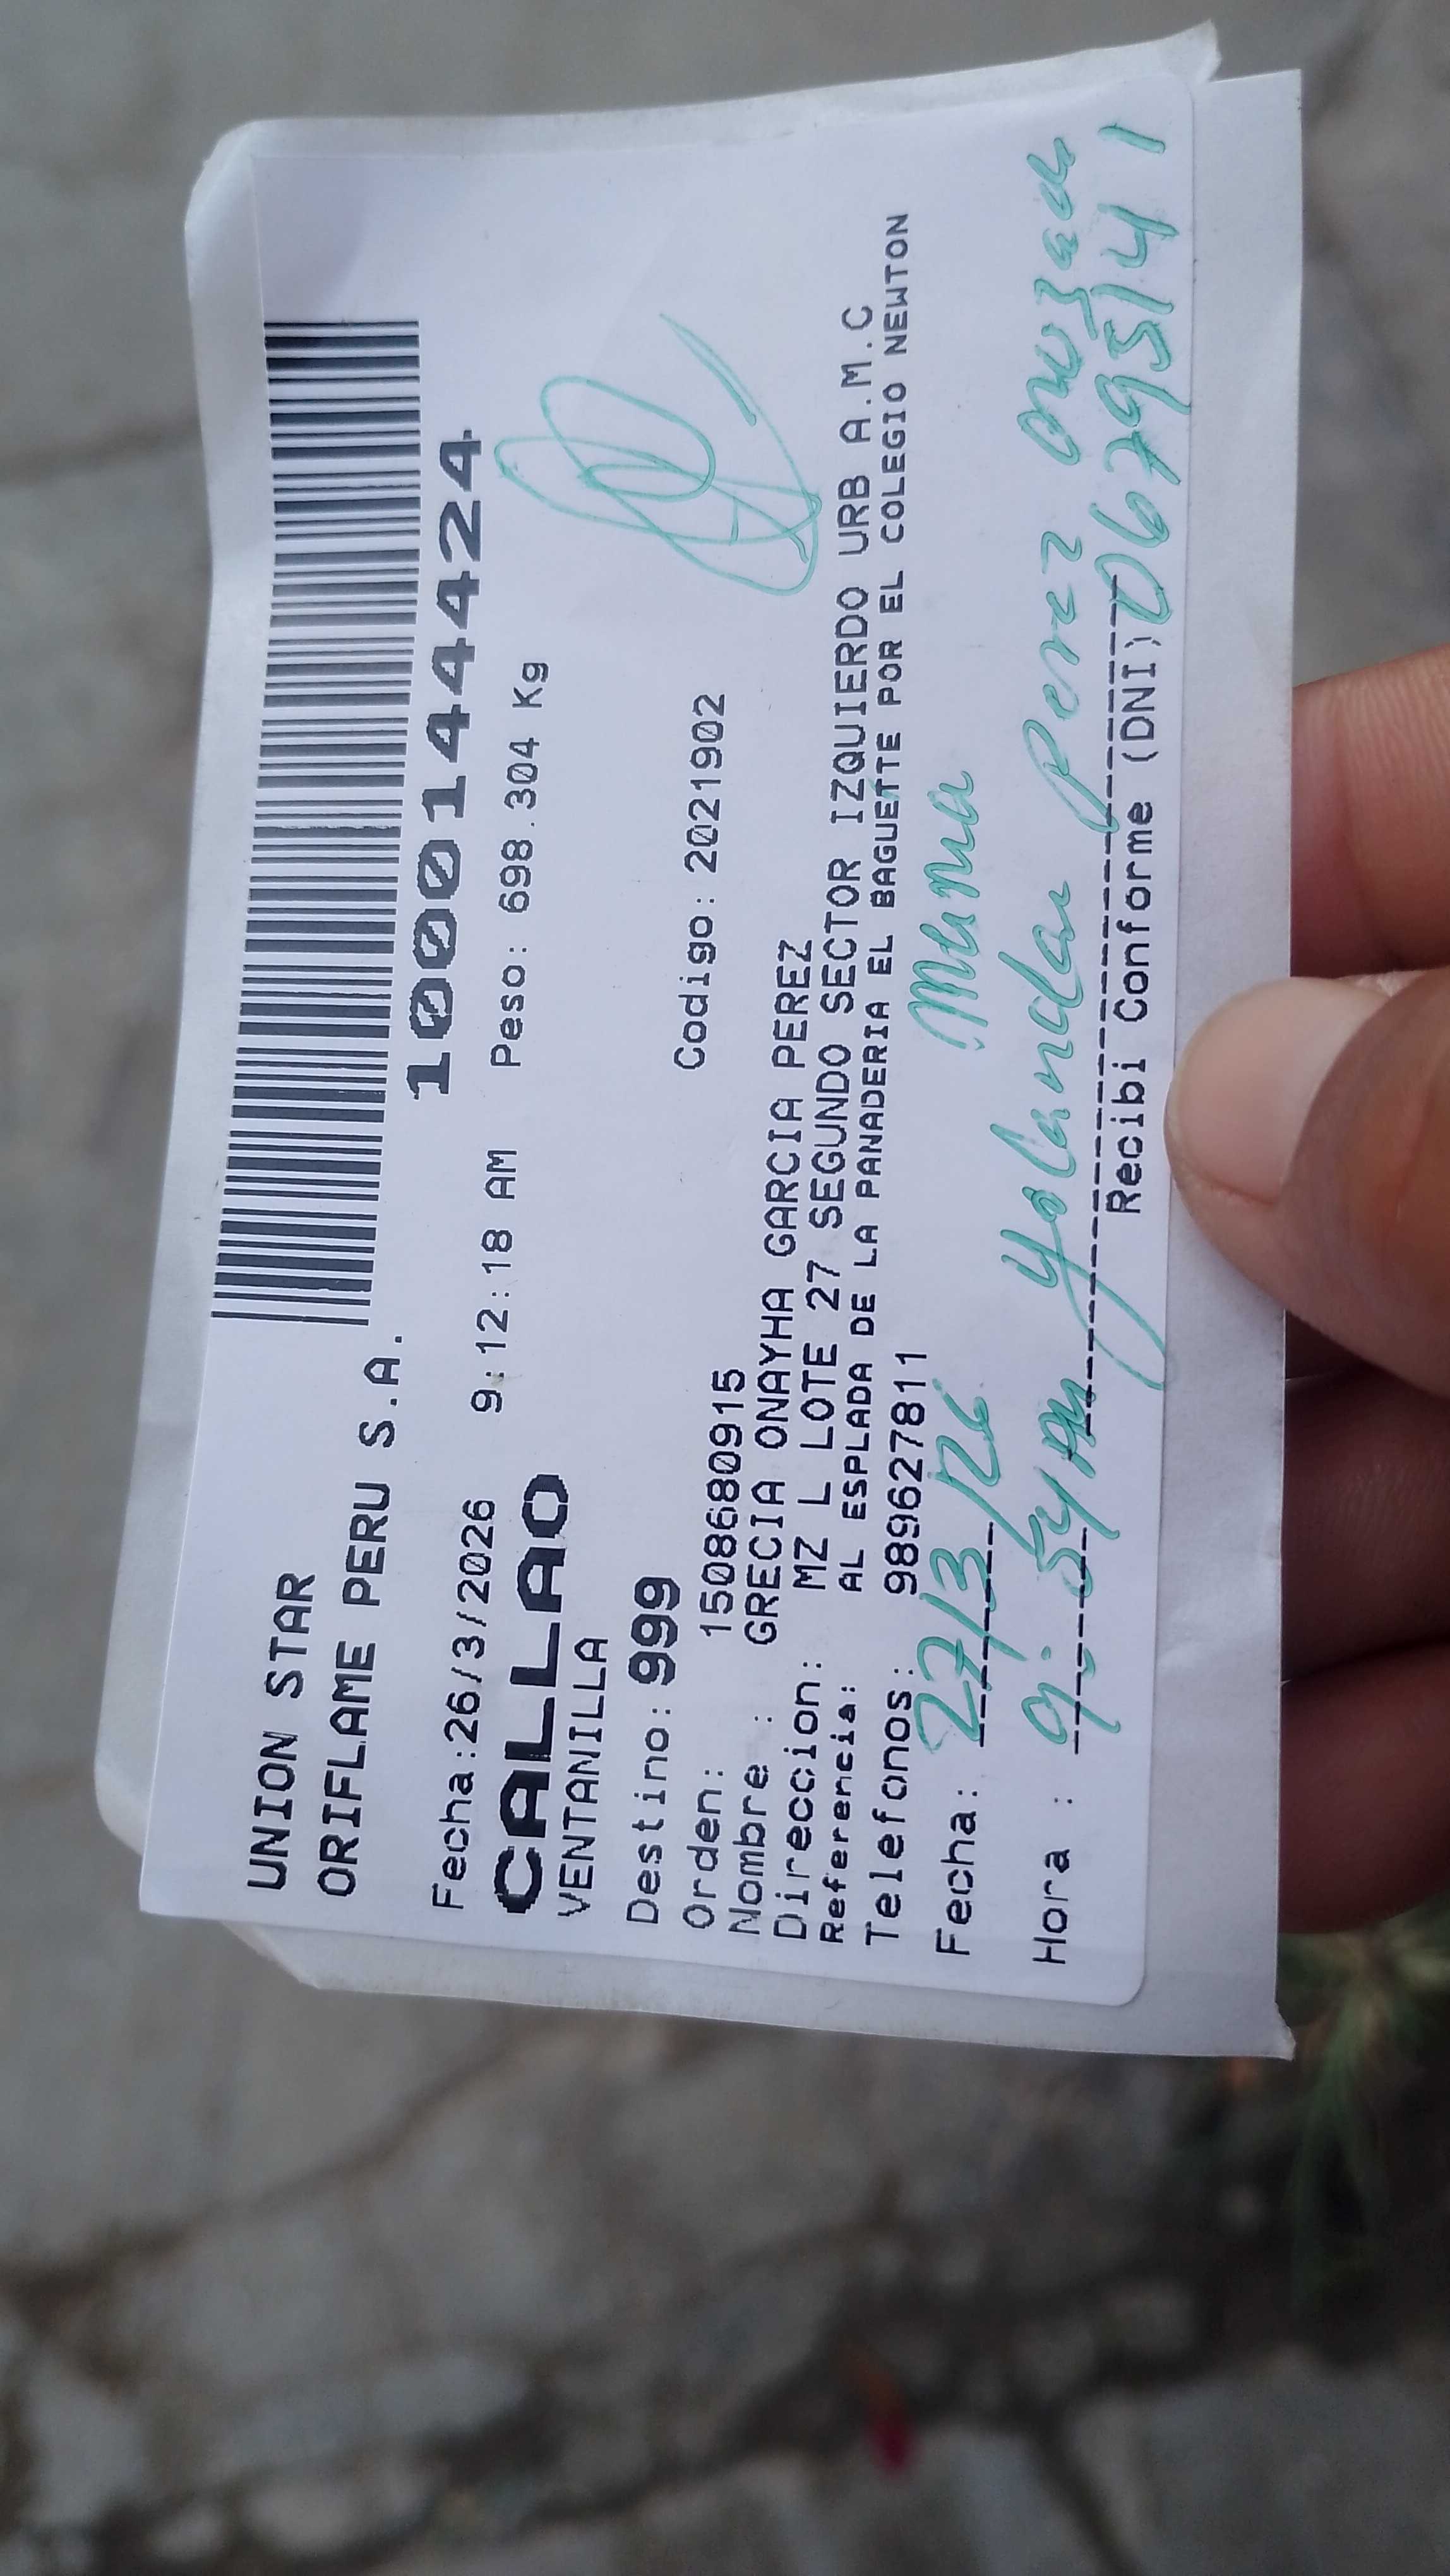 UNION STAR
ORIFLAME PERU S.A.
1000144424
Fecha:26/3/2026 9:12:18 AM Peso: 698.304 Kg
CALLAO
VENTANILLA
Destino: 999
Orden: 1508680915 Codigo: 2021902
Nombre : GRECIA ONAYHA GARCIA PEREZ
Direccion: MZ L LOTE 27 SEGUNDO SECTOR IZQUIERDO URB A.M.C
Referencia: AL ESPLADA DE LA PANADERIA EL BAGUETTE POR EL COLEGIO NEWTON
Telefonos: 989627811
Fecha: 27/3/26 Mama
Hora : 9:54 AM Yolanda Perez
Recibi Conforme (DNI)